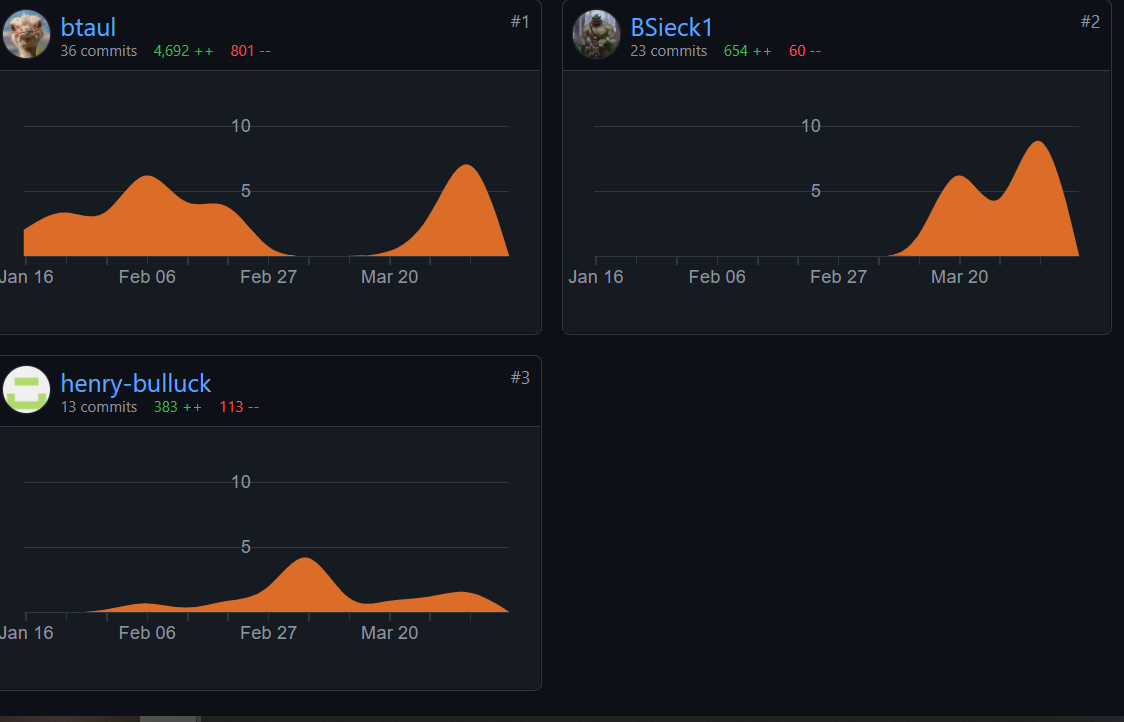 btaul
#1
36 commits 4,692 ++ 801 --
10
5
Jan 16 Feb 06 Feb 27 Mar 20
BSieck1
#2
23 commits 654 ++ 60 --
10
5
Jan 16 Feb 06 Feb 27 Mar 20
henry-bulluck
#3
13 commits 383 ++ 113 --
10
5
Jan 16 Feb 06 Feb 27 Mar 20